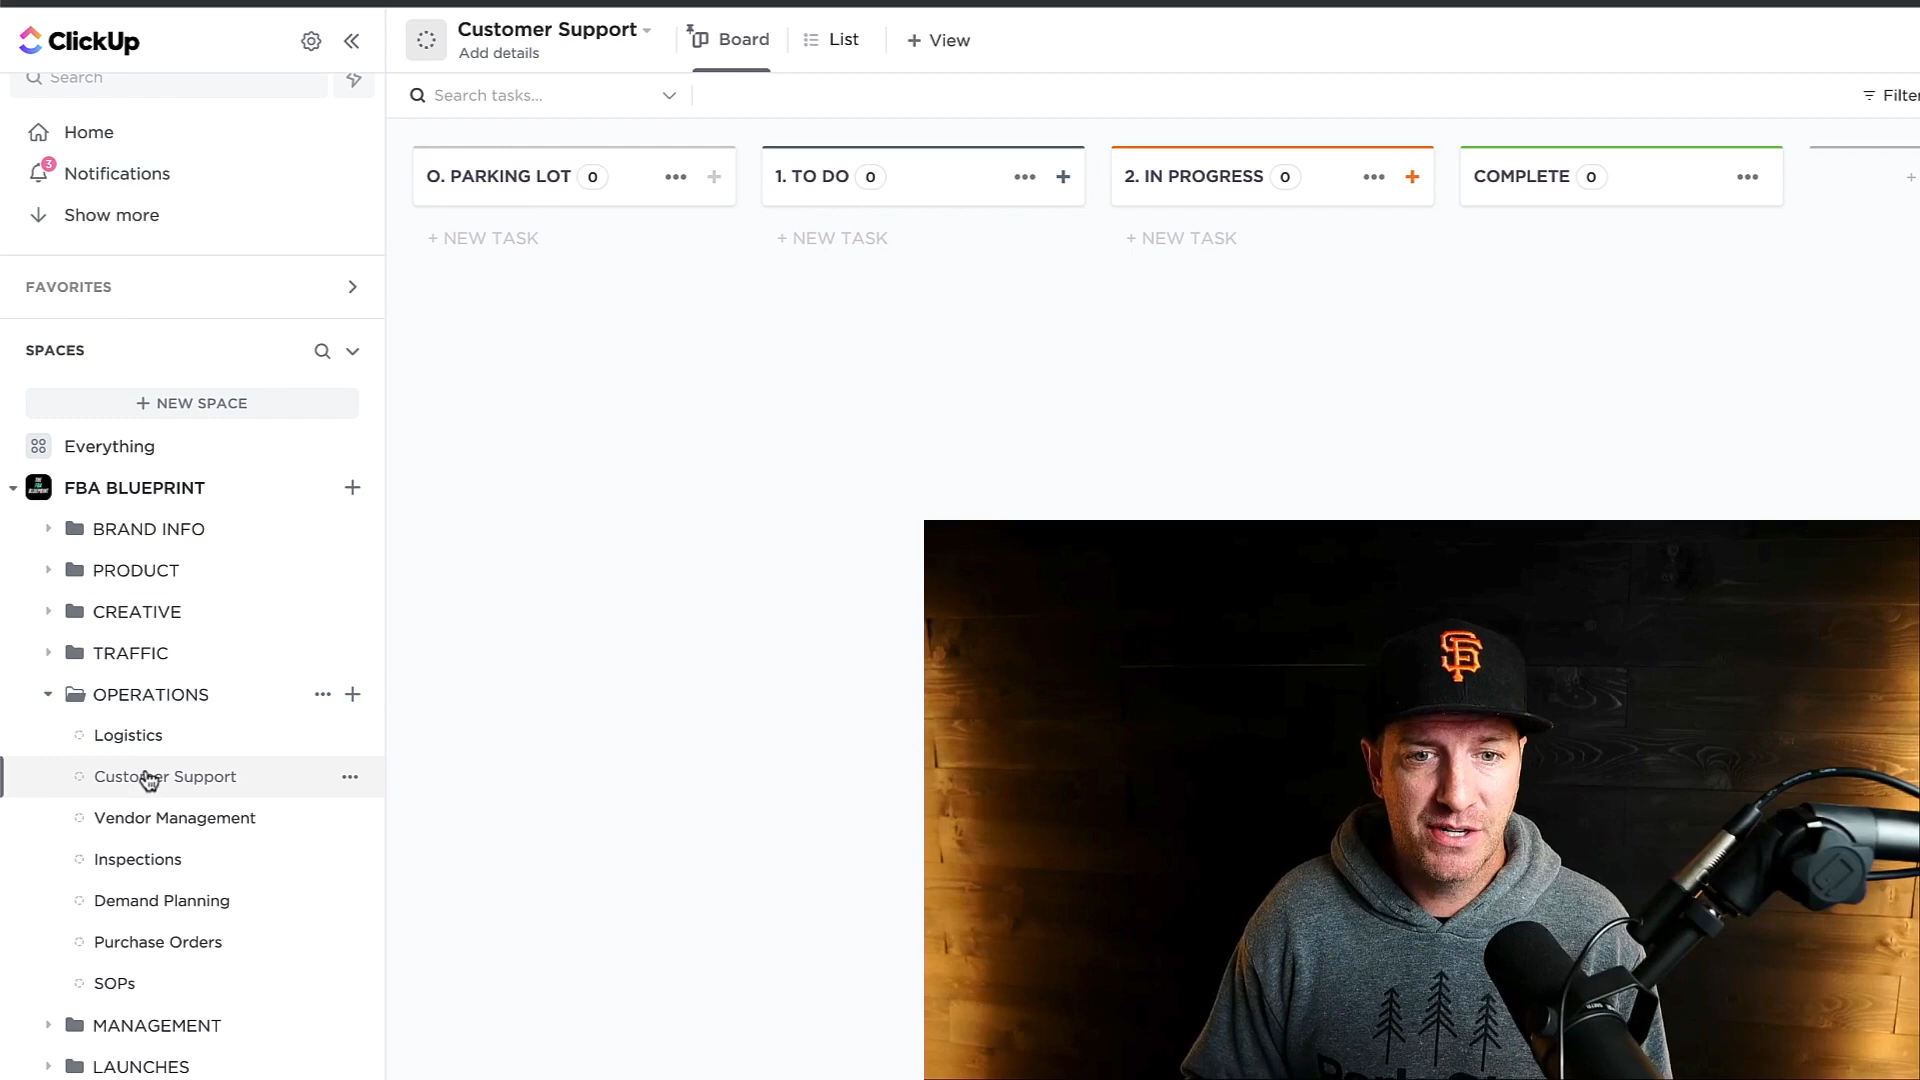 ClickUp
Search
Home
3
Notifications
Show more
FAVORITES
SPACES
+ NEW SPACE
Everything
FBA BLUEPRINT
BRAND INFO
PRODUCT
CREATIVE
TRAFFIC
OPERATIONS
Logistics
Customer Support
Vendor Management
Inspections
Demand Planning
Purchase Orders
SOPs
MANAGEMENT
LAUNCHES
Customer Support
Add details
Board
List
+ View
Search tasks...
Filter
0. PARKING LOT 0
1. TO DO 0
2. IN PROGRESS 0
COMPLETE 0
+ NEW TASK
+ NEW TASK
+ NEW TASK
SF